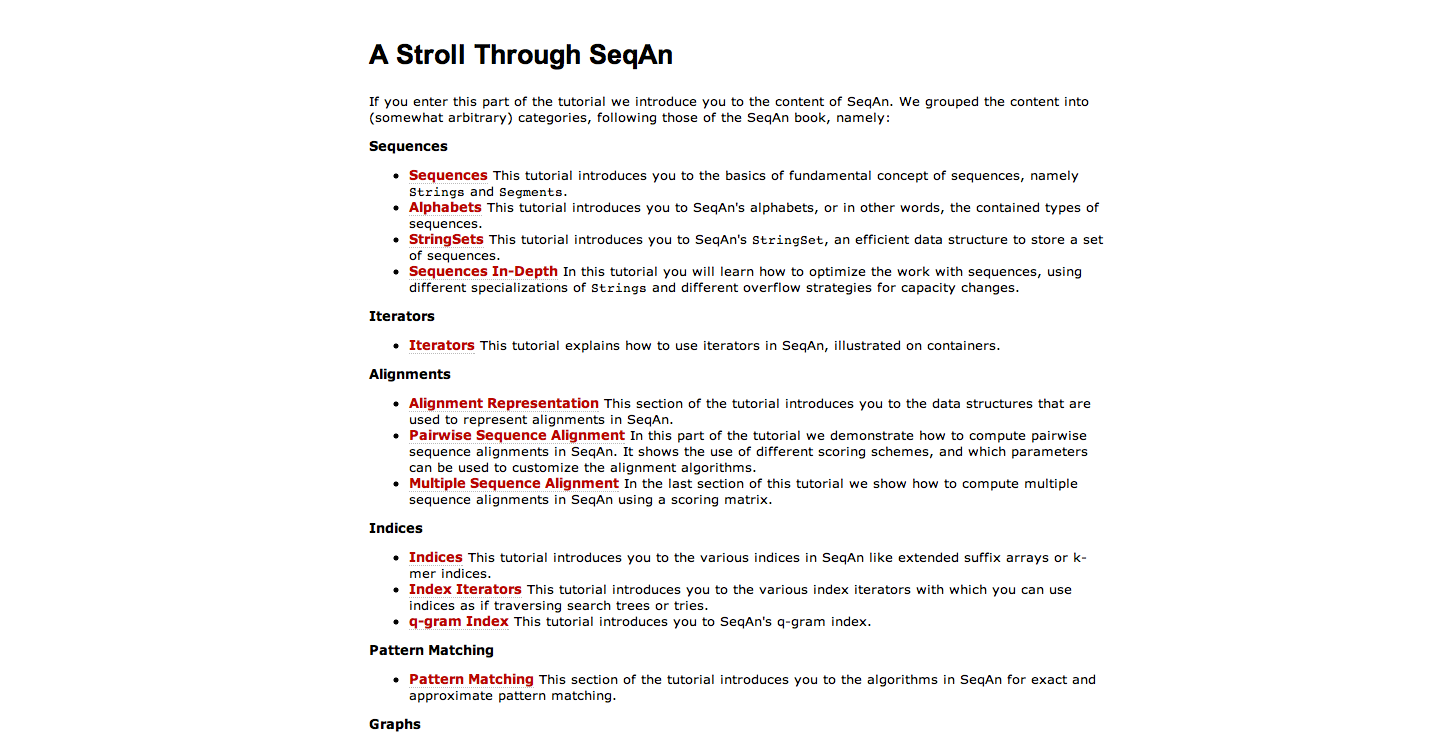 A Stroll Through SeqAn
If you enter this part of the tutorial we introduce you to the content of SeqAn. We grouped the content into
(somewhat arbitrary) categories, following those of the SeqAn book, namely:
Sequences
• Sequences This tutorial introduces you to the basics of fundamental concept of sequences, namely
Strings and Segments.
• Alphabets This tutorial introduces you to SeqAn's alphabets, or in other words, the contained types of
sequences.
• StringSets This tutorial introduces you to SeqAn's StringSet, an efficient data structure to store a set
of sequences.
• Sequences In-Depth In this tutorial you will learn how to optimize the work with sequences, using
different specializations of Strings and different overflow strategies for capacity changes.
Iterators
• Iterators This tutorial explains how to use iterators in SeqAn, illustrated on containers.
Alignments
• Alignment Representation This section of the tutorial introduces you to the data structures that are
used to represent alignments in SeqAn.
• Pairwise Sequence Alignment In this part of the tutorial we demonstrate how to compute pairwise
sequence alignments in SeqAn. It shows the use of different scoring schemes, and which parameters
can be used to customize the alignment algorithms.
• Multiple Sequence Alignment In the last section of this tutorial we show how to compute multiple
sequence alignments in SeqAn using a scoring matrix.
Indices
• Indices This tutorial introduces you to the various indices in SeqAn like extended suffix arrays or k-
mer indices.
• Index Iterators This tutorial introduces you to the various index iterators with which you can use
indices as if traversing search trees or tries.
• q-gram Index This tutorial introduces you to SeqAn's q-gram index.
Pattern Matching
• Pattern Matching This section of the tutorial introduces you to the algorithms in SeqAn for exact and
approximate pattern matching.
Graphs